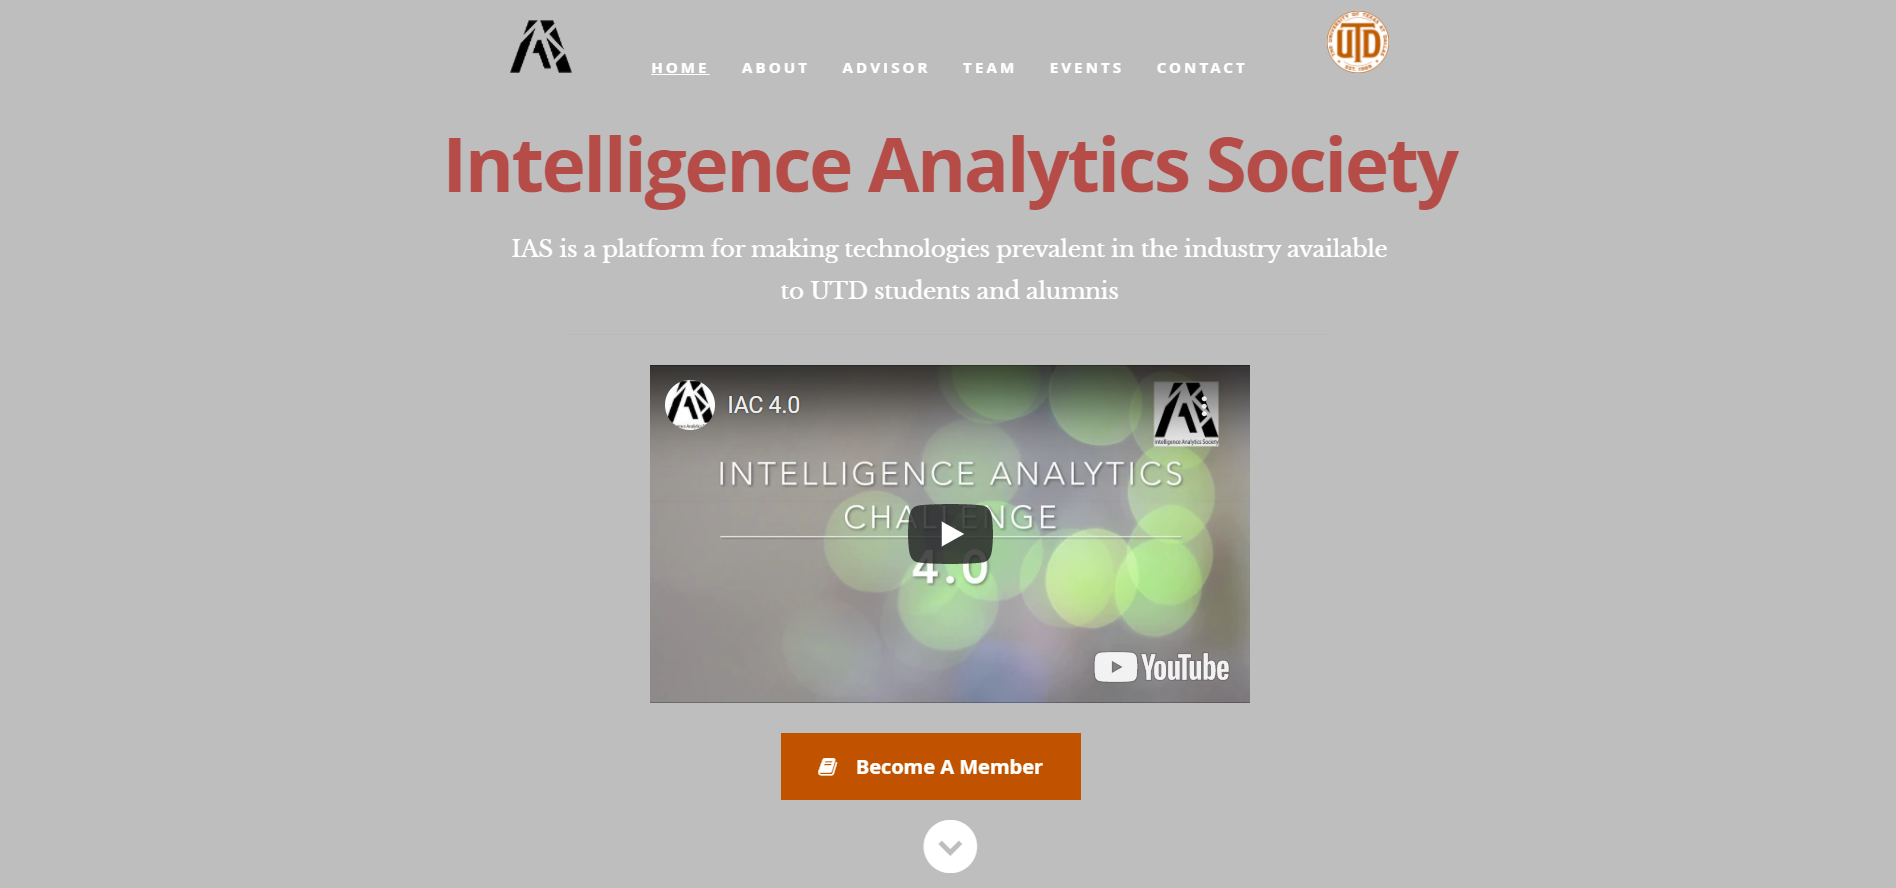 HOME ABOUT ADVISOR TEAM EVENTS CONTACT
UTD
Intelligence Analytics Society
IAS is a platform for making technologies prevalent in the industry available
to UTD students and alumnis
IAC 4.0
Intelligence Analytics Society
INTELLIGENCE ANALYTICS
CHALLENGE
4.0
YouTube
Become A Member